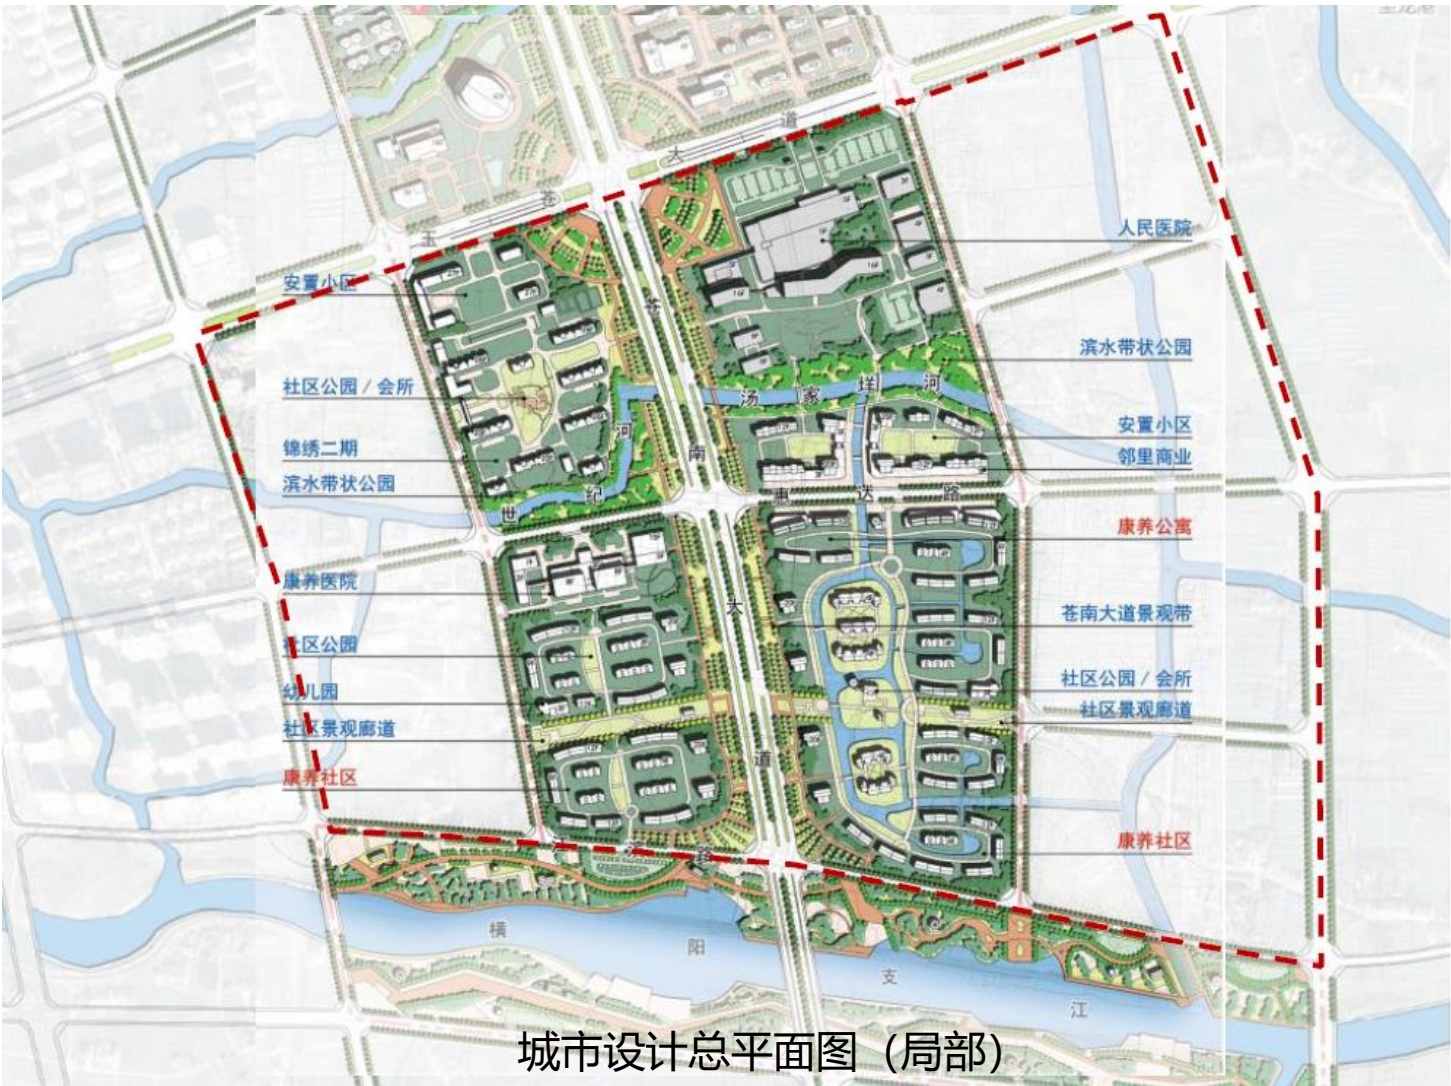 玉苍大道
人民医院
安置小区
苍南大道
滨水带状公园
社区公园 / 会所
汤家垟河
安置小区
锦绣二期
邻里商业
滨水带状公园
世纪河
惠达路
康养公寓
康养医院
苍南大道景观带
社区公园
社区公园 / 会所
幼儿园
社区景观廊道
社区景观廊道
康养社区
康养社区
路
横阳支江
城市设计总平面图（局部）